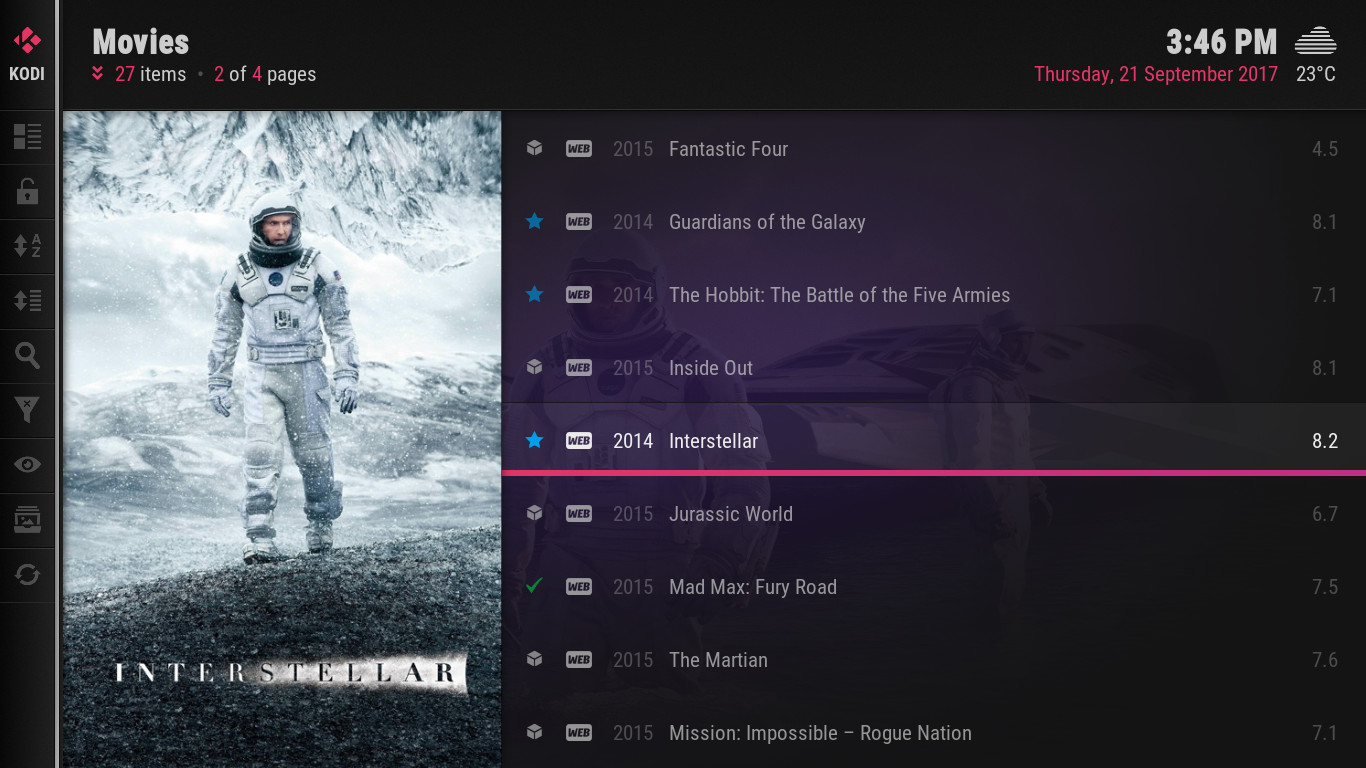 KODI
Movies
27 items • 2 of 4 pages
3:46 PM
Thursday, 21 September 2017 23°C
A
Z
WEB 2015 Fantastic Four 4.5
WEB 2014 Guardians of the Galaxy 8.1
WEB 2014 The Hobbit: The Battle of the Five Armies 7.1
WEB 2015 Inside Out 8.1
WEB 2014 Interstellar 8.2
WEB 2015 Jurassic World 6.7
WEB 2015 Mad Max: Fury Road 7.5
WEB 2015 The Martian 7.6
WEB 2015 Mission: Impossible – Rogue Nation 7.1
INTERSTELLAR